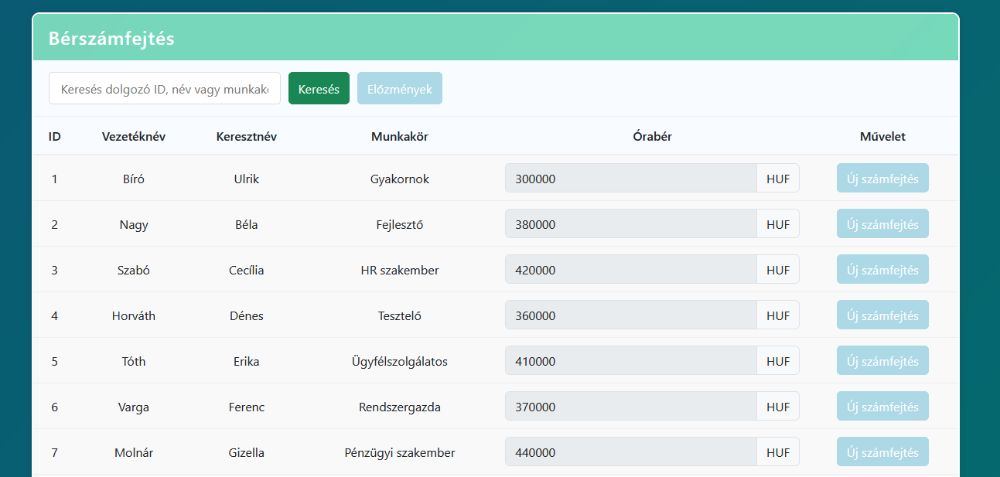 Bérszámfejtés
Keresés dolgozó ID, név vagy munkak Keresés Előzmények
ID Vezetéknév Keresztnév Munkakör Órabér Művelet
1 Bíró Ulrik Gyakornok 300000 HUF Új számfejtés
2 Nagy Béla Fejlesztő 380000 HUF Új számfejtés
3 Szabó Cecília HR szakember 420000 HUF Új számfejtés
4 Horváth Dénes Tesztelő 360000 HUF Új számfejtés
5 Tóth Erika Ügyfélszolgálatos 410000 HUF Új számfejtés
6 Varga Ferenc Rendszergazda 370000 HUF Új számfejtés
7 Molnár Gizella Pénzügyi szakember 440000 HUF Új számfejtés